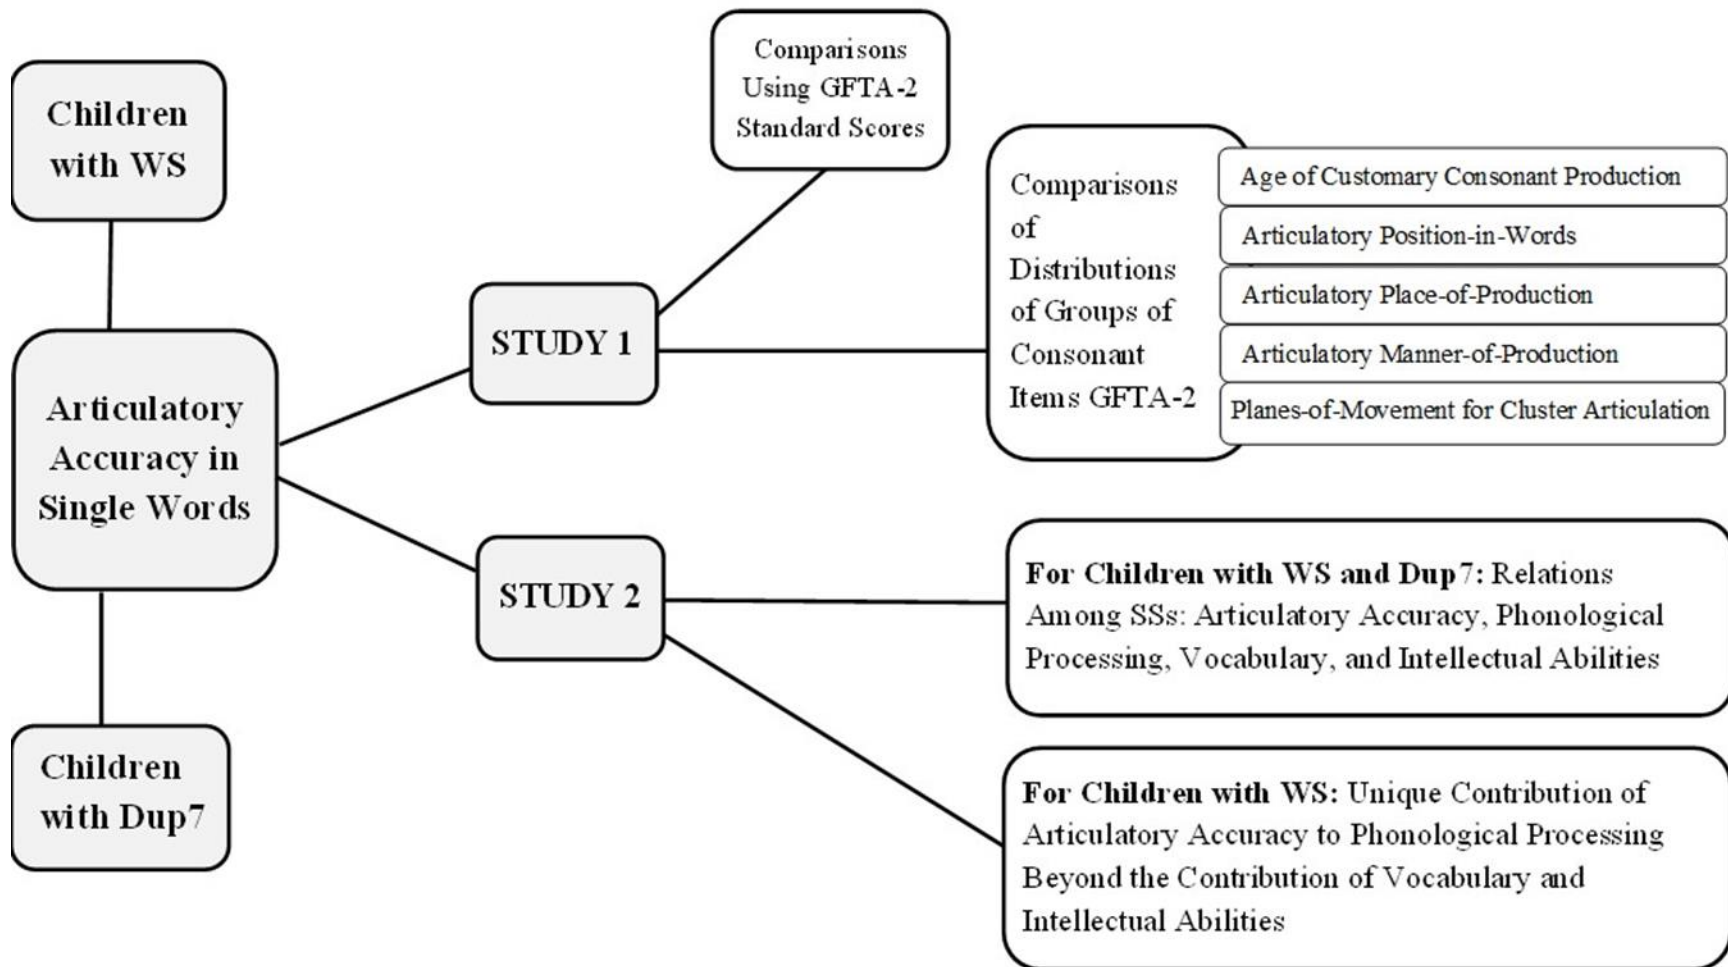 Children
with WS
Articulatory
Accuracy in
Single Words
Children
with Dup7
STUDY 1
STUDY 2
Comparisons
Using GFTA-2
Standard Scores
Comparisons
of
Distributions
of Groups of
Consonant
Items GFTA-2
Age of Customary Consonant Production
Articulatory Position-in-Words
Articulatory Place-of-Production
Articulatory Manner-of-Production
Planes-of-Movement for Cluster Articulation
For Children with WS and Dup7: Relations
Among SSs: Articulatory Accuracy, Phonological
Processing, Vocabulary, and Intellectual Abilities
For Children with WS: Unique Contribution of
Articulatory Accuracy to Phonological Processing
Beyond the Contribution of Vocabulary and
Intellectual Abilities